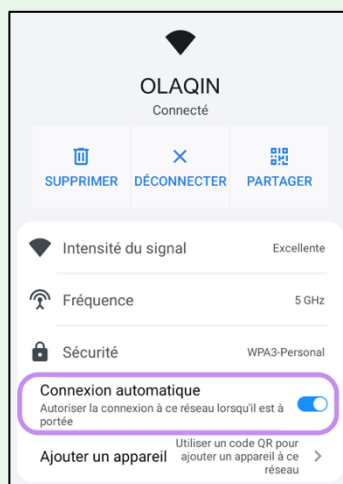 OLAQIN
Connecté
SUPPRIMER DÉCONNECTER PARTAGER
Intensité du signal Excellente
Fréquence 5 GHz
Sécurité WPA3-Personal
Connexion automatique
Autoriser la connexion à ce réseau lorsqu'il est à
portée
Ajouter un appareil
Utiliser un code QR pour
ajouter un appareil à ce
réseau